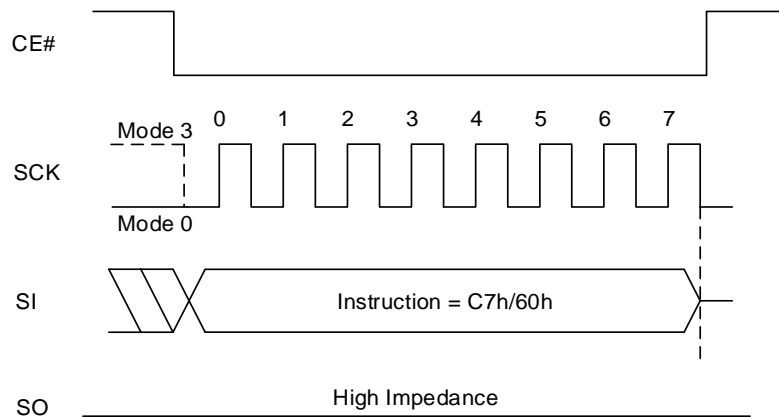 CE#
0 1 2 3 4 5 6 7
Mode 3
SCK
Mode 0
SI
Instruction = C7h/60h
High Impedance
SO